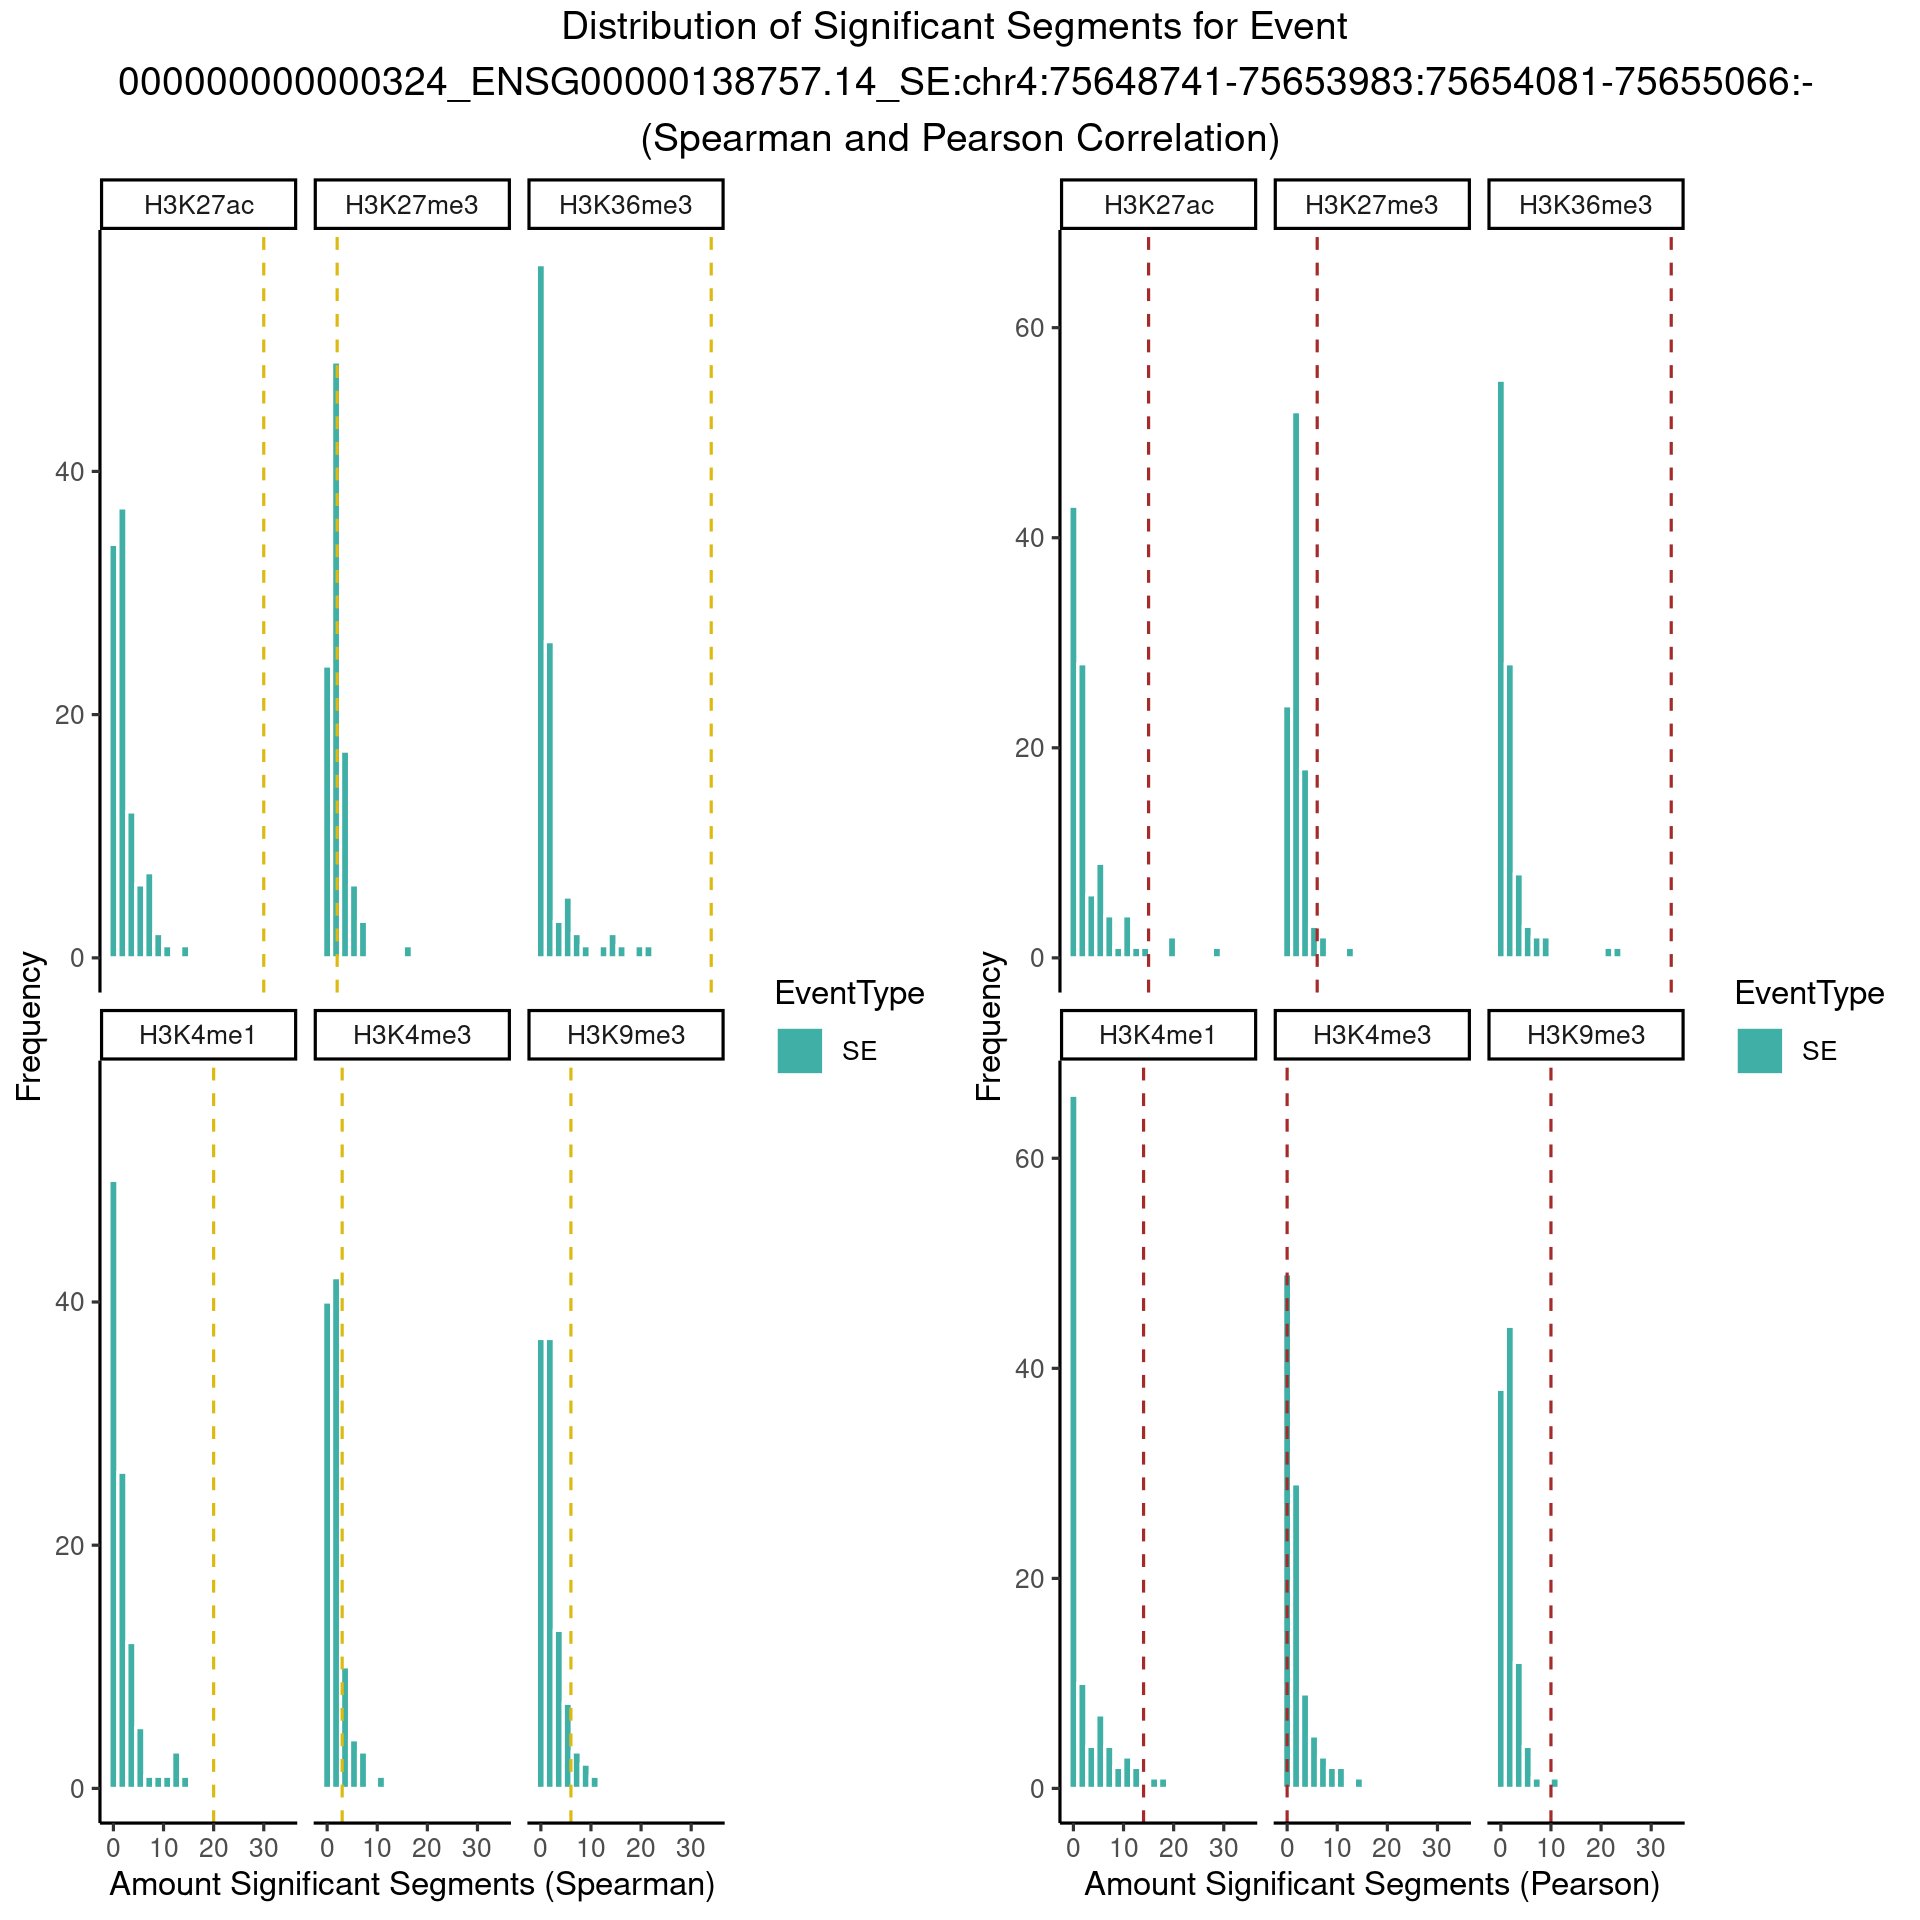 Distribution of Significant Segments for Event
000000000000324_ENSG00000138757.14_SE:chr4:75648741-75653983:75654081-75655066:-
(Spearman and Pearson Correlation)
H3K27ac H3K27me3 H3K36me3
40
20
0
H3K4me1 H3K4me3 H3K9me3
40
20
0
0 10 20 30 0 10 20 30 0 10 20 30
Amount Significant Segments (Spearman)
Frequency
EventType
SE
H3K27ac H3K27me3 H3K36me3
60
40
20
0
H3K4me1 H3K4me3 H3K9me3
60
40
20
0
0 10 20 30 0 10 20 30 0 10 20 30
Amount Significant Segments (Pearson)
Frequency
EventType
SE